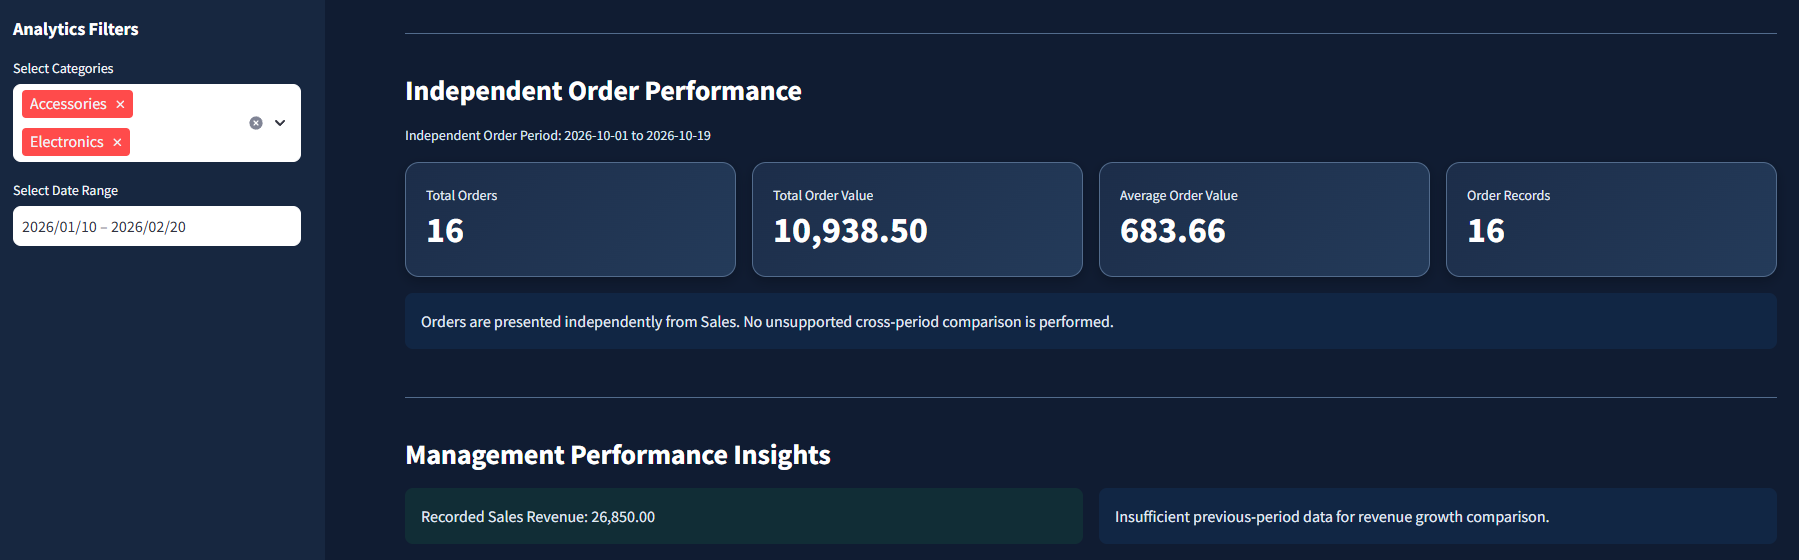 Analytics Filters
Select Categories
Accessories ×
Electronics ×
Select Date Range
2026/01/10 – 2026/02/20
Independent Order Performance
Independent Order Period: 2026-10-01 to 2026-10-19
Total Orders
16
Total Order Value
10,938.50
Average Order Value
683.66
Order Records
16
Orders are presented independently from Sales. No unsupported cross-period comparison is performed.
Management Performance Insights
Recorded Sales Revenue: 26,850.00
Insufficient previous-period data for revenue growth comparison.